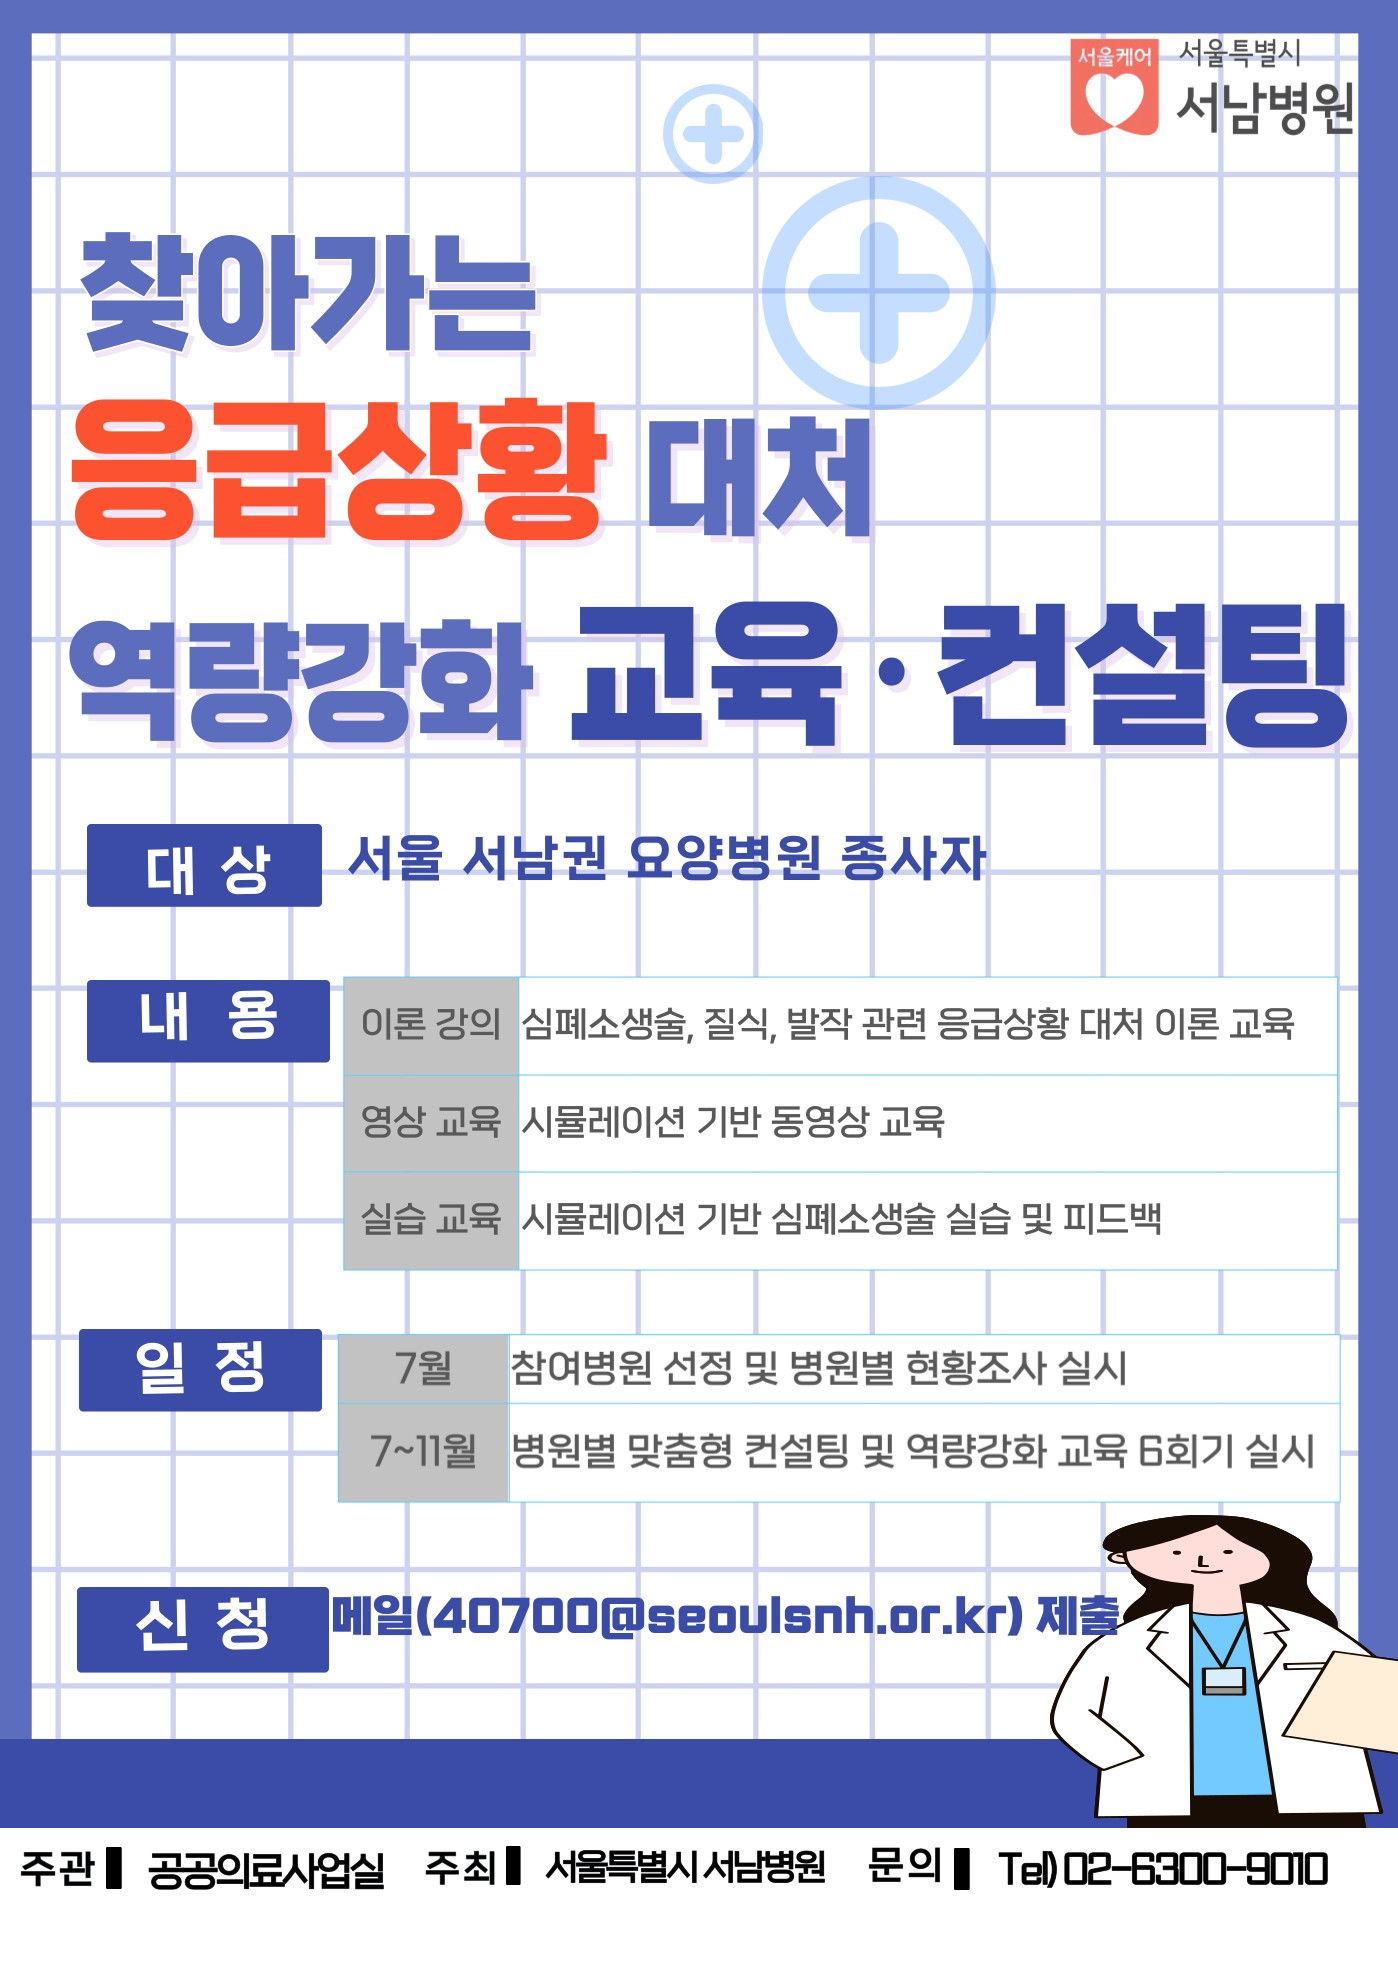 서울케어
서울특별시
서남병원
찾아가는
응급상황 대처
역량강화 교육·컨설팅
대 상 서울 서남권 요양병원 종사자
내 용
이론 강의 심폐소생술, 질식, 발작 관련 응급상황 대처 이론 교육
영상 교육 시뮬레이션 기반 동영상 교육
실습 교육 시뮬레이션 기반 심폐소생술 실습 및 피드백
일 정
7월 참여병원 선정 및 병원별 현황조사 실시
7~11월 병원별 맞춤형 컨설팅 및 역량강화 교육 6회기 실시
신 청 메일(40700@seoulsnh.or.kr) 제출
주관 공공의료사업실 주최 서울특별시 서남병원 문의 Tel) 02-6300-9010